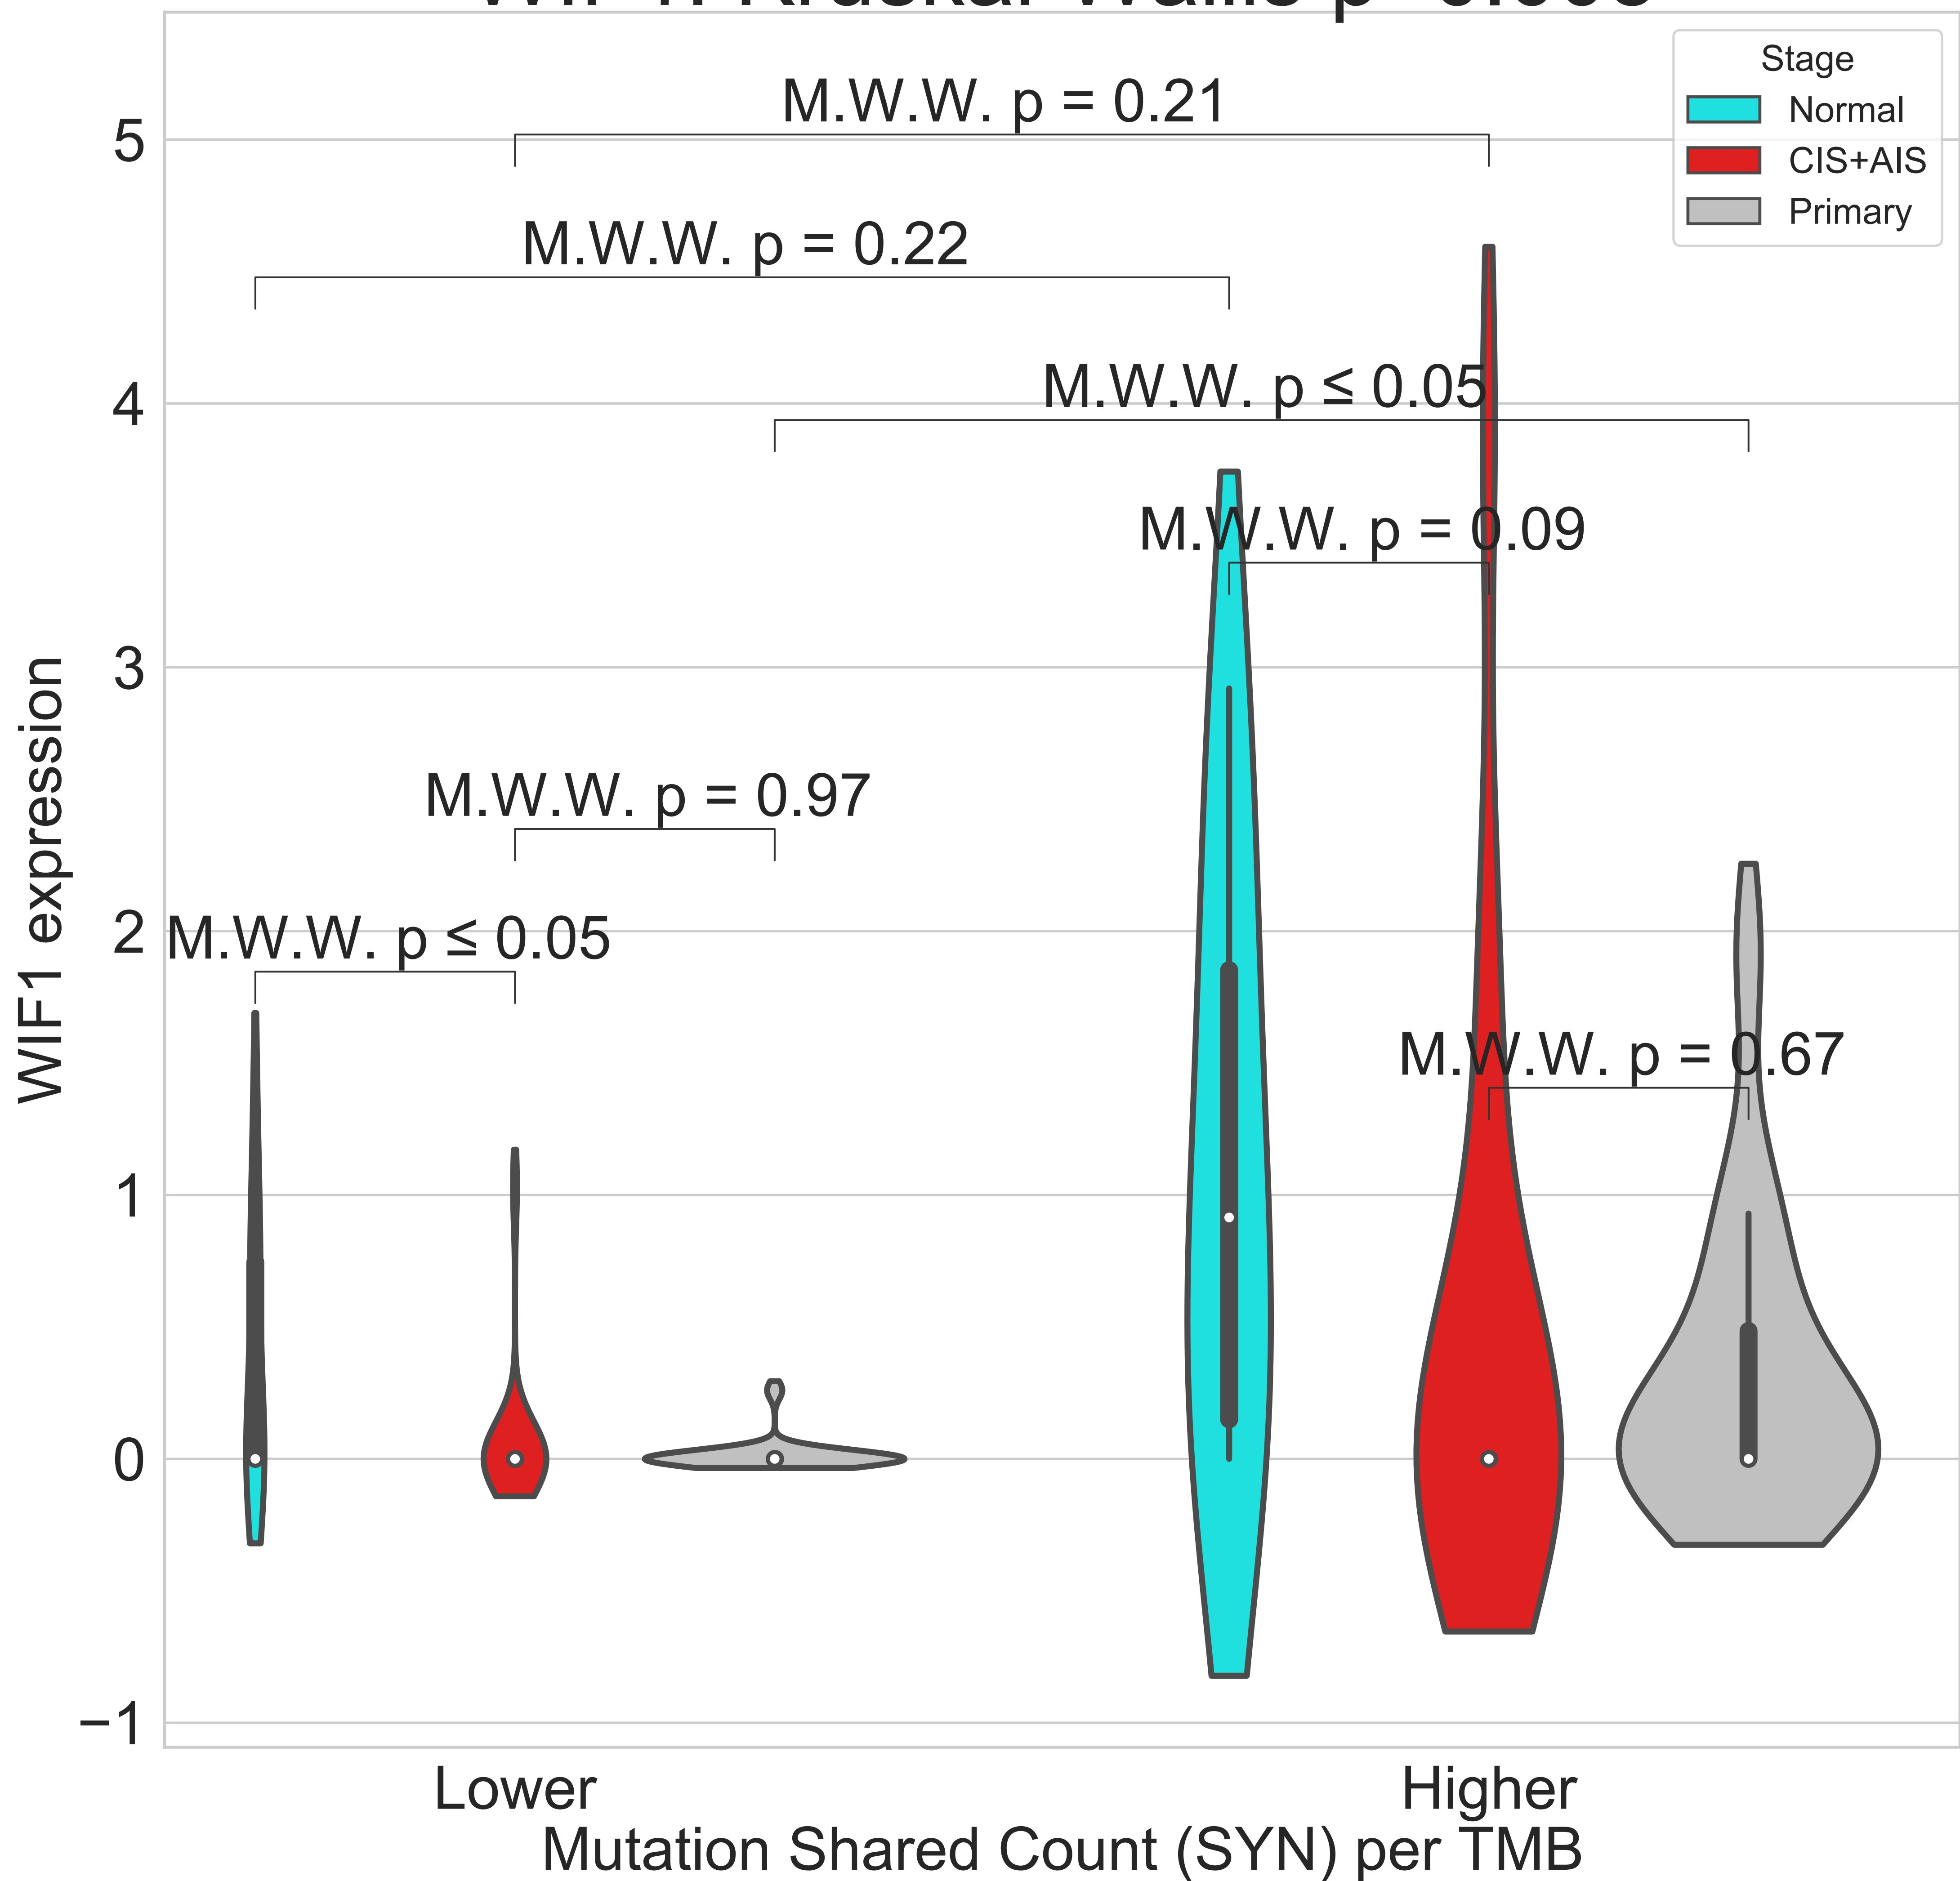 Stage
Normal
CIS+AIS
Primary
M.W.W. p = 0.21
M.W.W. p = 0.22
M.W.W. p ≤ 0.05
M.W.W. p = 0.09
M.W.W. p = 0.97
M.W.W. p ≤ 0.05
M.W.W. p = 0.67
5
4
3
2
1
0
−1
WIF1 expression
Lower
Higher
Mutation Shared Count (SYN) per TMB